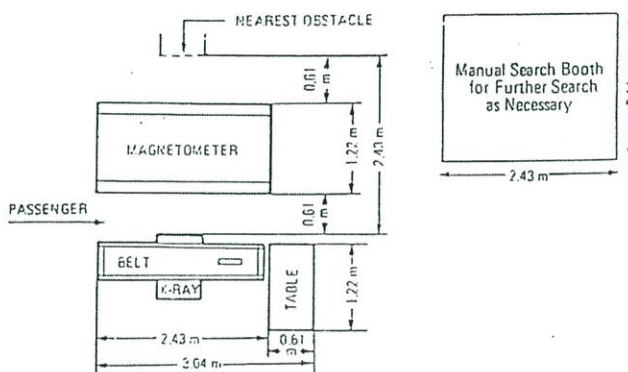 NEAREST OBSTACLE
0.61
m
MAGNETOMETER
1.22 m
2.43 m
Manual Search Booth
for Further Search
as Necessary
2.43 m
PASSENGER
0.61
m
BELT
X-RAY
TABLE
1.22 m
2.43 m
0.61
m
3.04 m